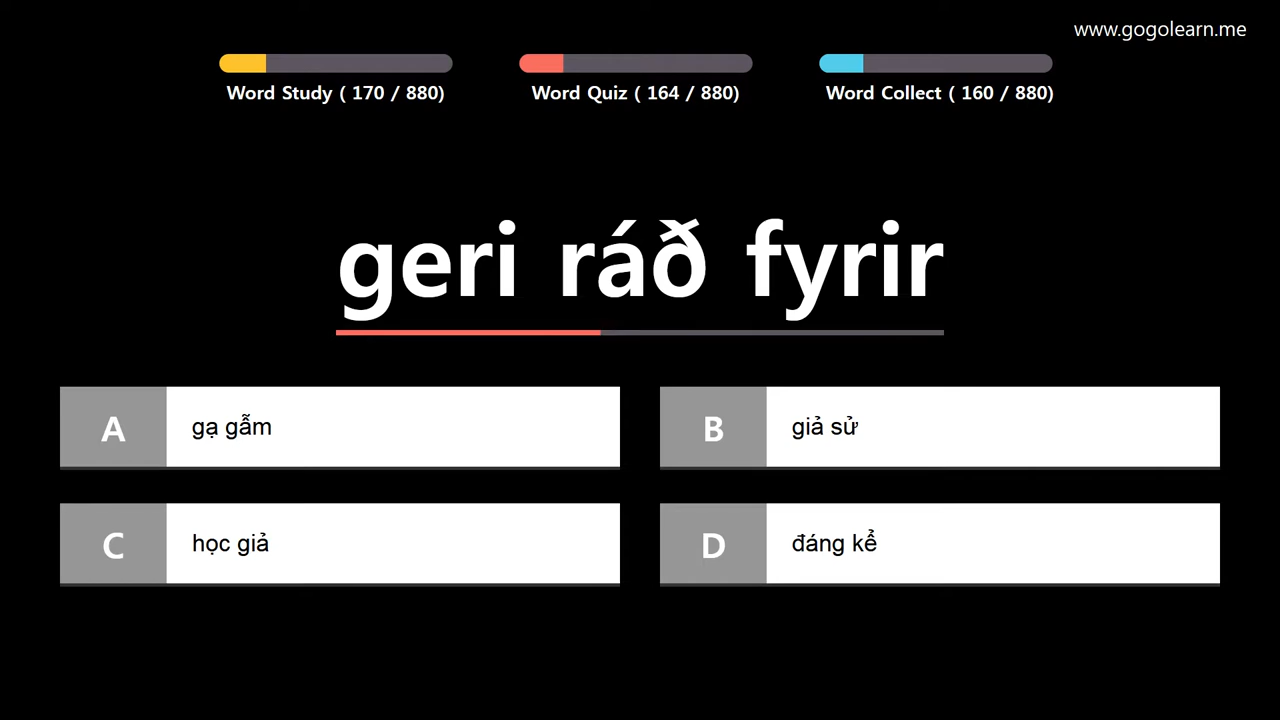 www.gogolearn.me
Word Study ( 170 / 880)
Word Quiz ( 164 / 880)
Word Collect ( 160 / 880)
geri ráð fyrir
A gạ gẫm
B giả sử
C học giả
D đáng kể